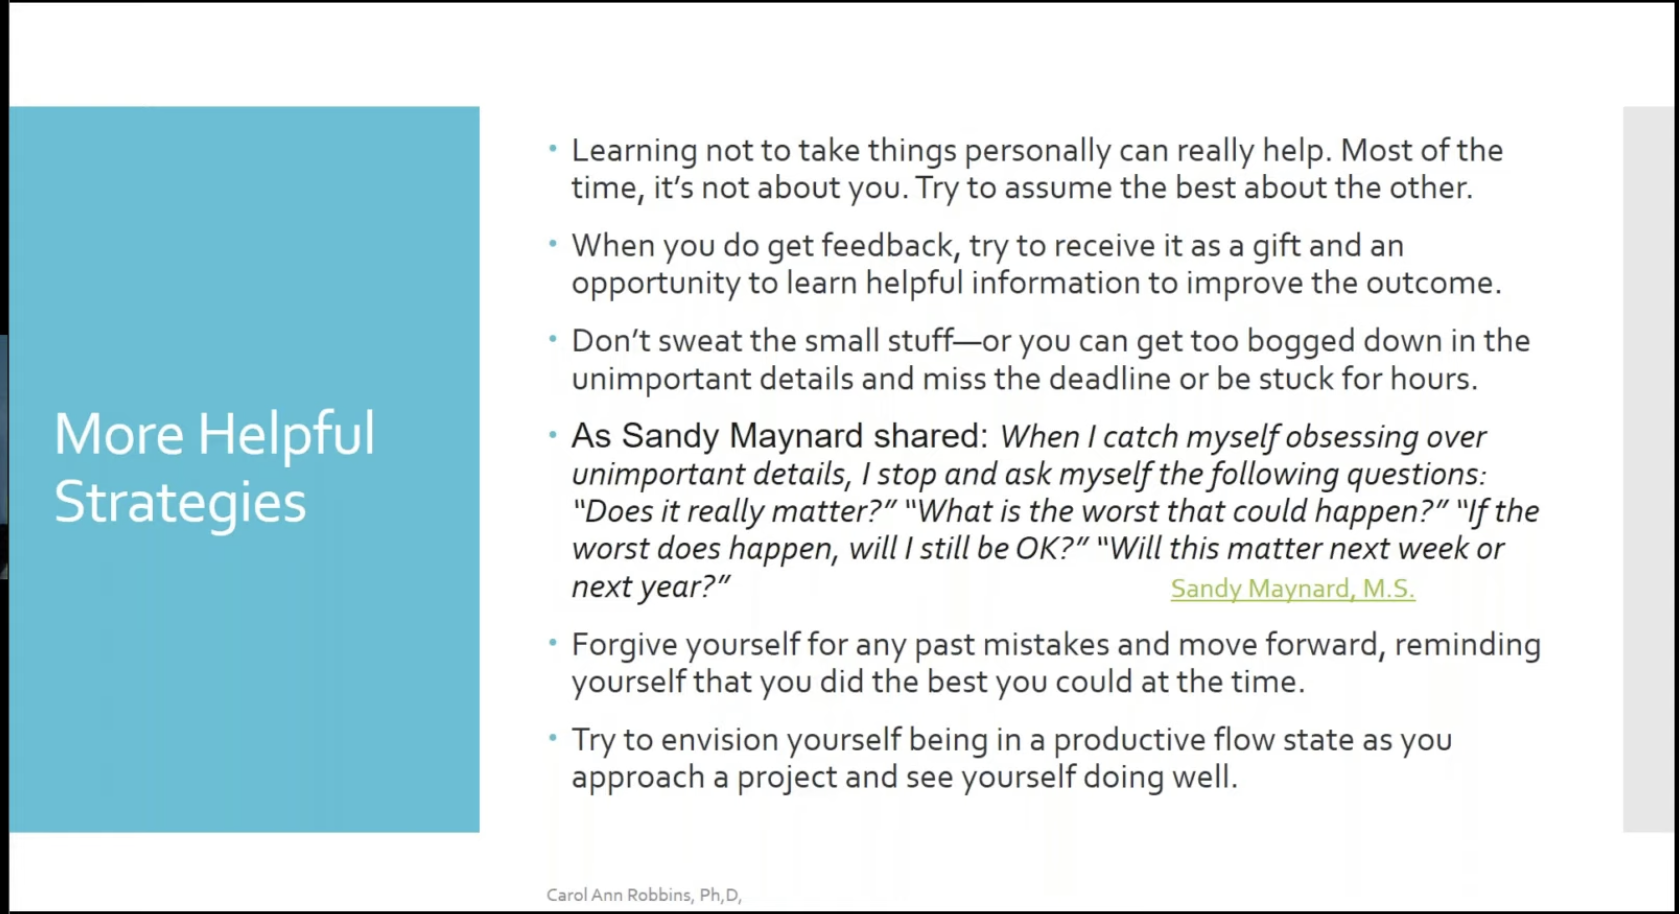 More Helpful
Strategies
• Learning not to take things personally can really help. Most of the
time, it’s not about you. Try to assume the best about the other.
• When you do get feedback, try to receive it as a gift and an
opportunity to learn helpful information to improve the outcome.
• Don’t sweat the small stuff—or you can get too bogged down in the
unimportant details and miss the deadline or be stuck for hours.
• As Sandy Maynard shared: When I catch myself obsessing over
unimportant details, I stop and ask myself the following questions:
“Does it really matter?” “What is the worst that could happen?” “If the
worst does happen, will I still be OK?” “Will this matter next week or
next year?” Sandy Maynard, M.S.
• Forgive yourself for any past mistakes and move forward, reminding
yourself that you did the best you could at the time.
• Try to envision yourself being in a productive flow state as you
approach a project and see yourself doing well.
Carol Ann Robbins, Ph,D,